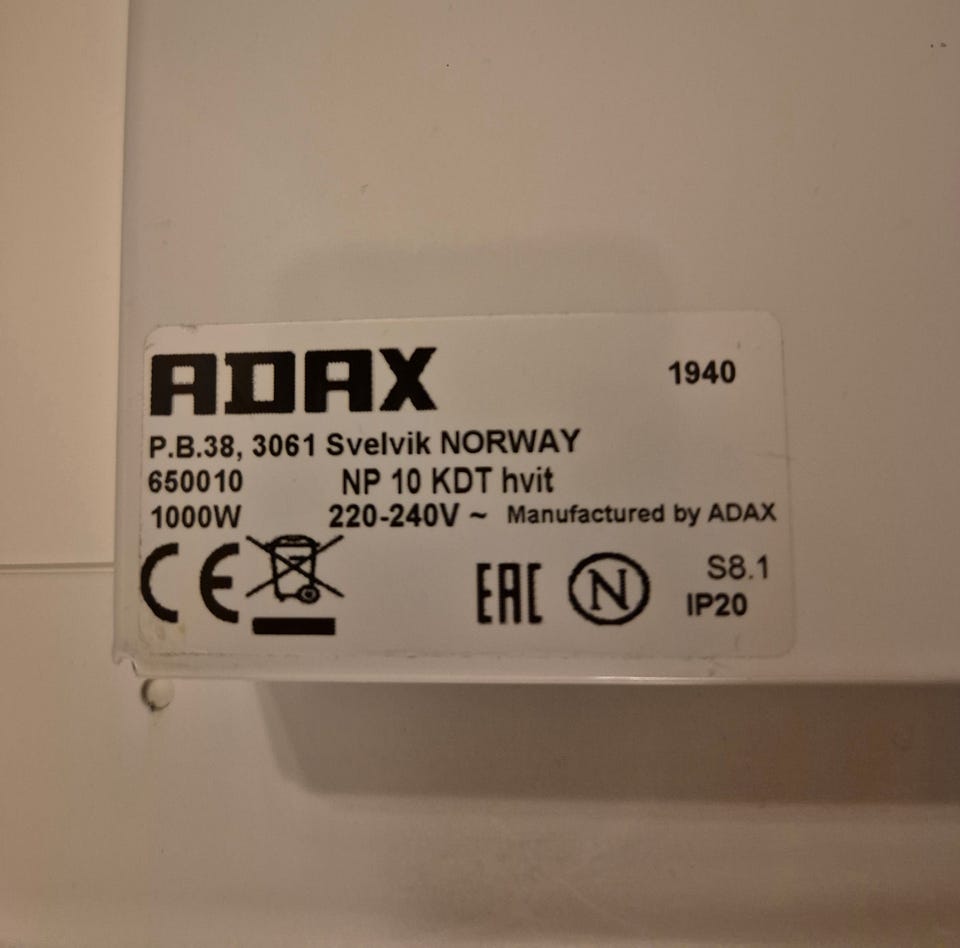 ADAX 1940
P.B.38, 3061 Svelvik NORWAY
650010 NP 10 KDT hvit
1000W 220-240V ~ Manufactured by ADAX
CE EAC N S8.1
IP20